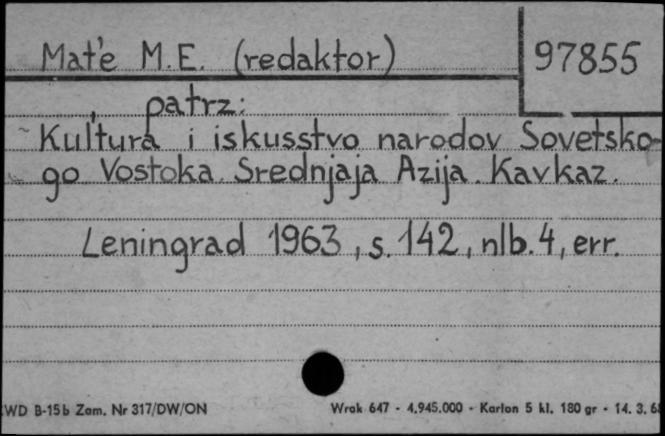 Mat'e M.E. (redaktor)
97855
patrz:
Kul'tura i iskusstvo narodov Sovetsko-
go Vostoka. Srednjaja Azija. Kavkaz.
Leningrad 1963, s. 142, nlb. 4, err.
WD B-15b Zam. Nr 317/DW/ON
Wrak 647 - 4.945.000 - Karton 5 kl. 180 gr - 14. 3. 6